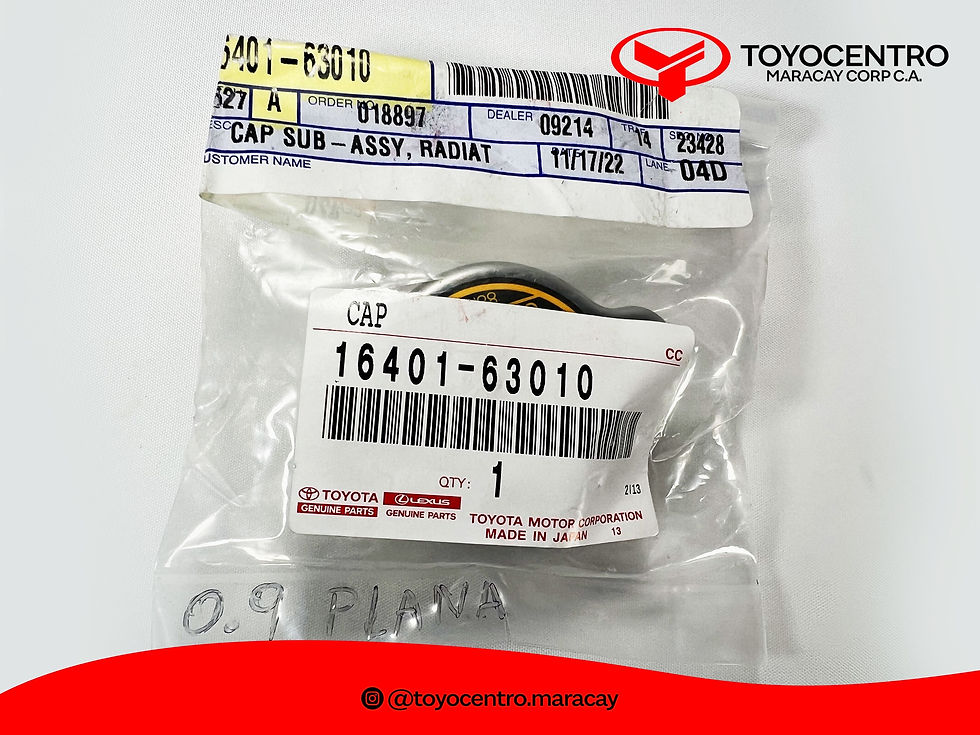 TOYOCENTRO
MARACAY CORP C.A.
6401-63010
527 A ORDER NO. 018897 DEALER 09214 14 23428
CAP SUB-ASSY, RADIAT 11/17/22 LANE 04D
USTOMER NAME
CAP
CC
16401-63010
QTY: 1
2/13
TOYOTA LEXUS
GENUINE PARTS GENUINE PARTS
TOYOTA MOTOR CORPORATION
MADE IN JAPAN 13
0.9 PLANA
@toyocentro.maracay